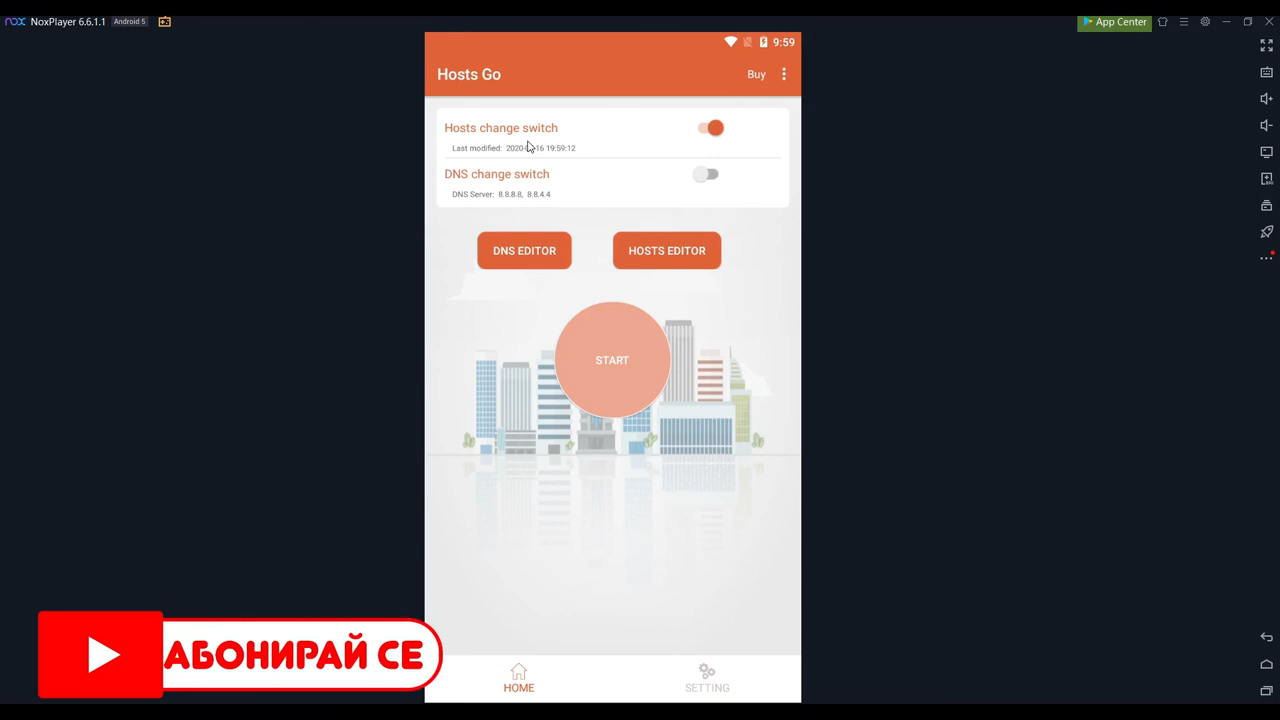 nox NoxPlayer 6.6.1.1 Android 5
App Center
9:59
Hosts Go
Buy
Hosts change switch
Last modified: 19:59:12
DNS change switch
DNS Server: 8.8.8.8, 8.8.4.4
DNS EDITOR
HOSTS EDITOR
START
АБОНИРАЙ СЕ
HOME
SETTING